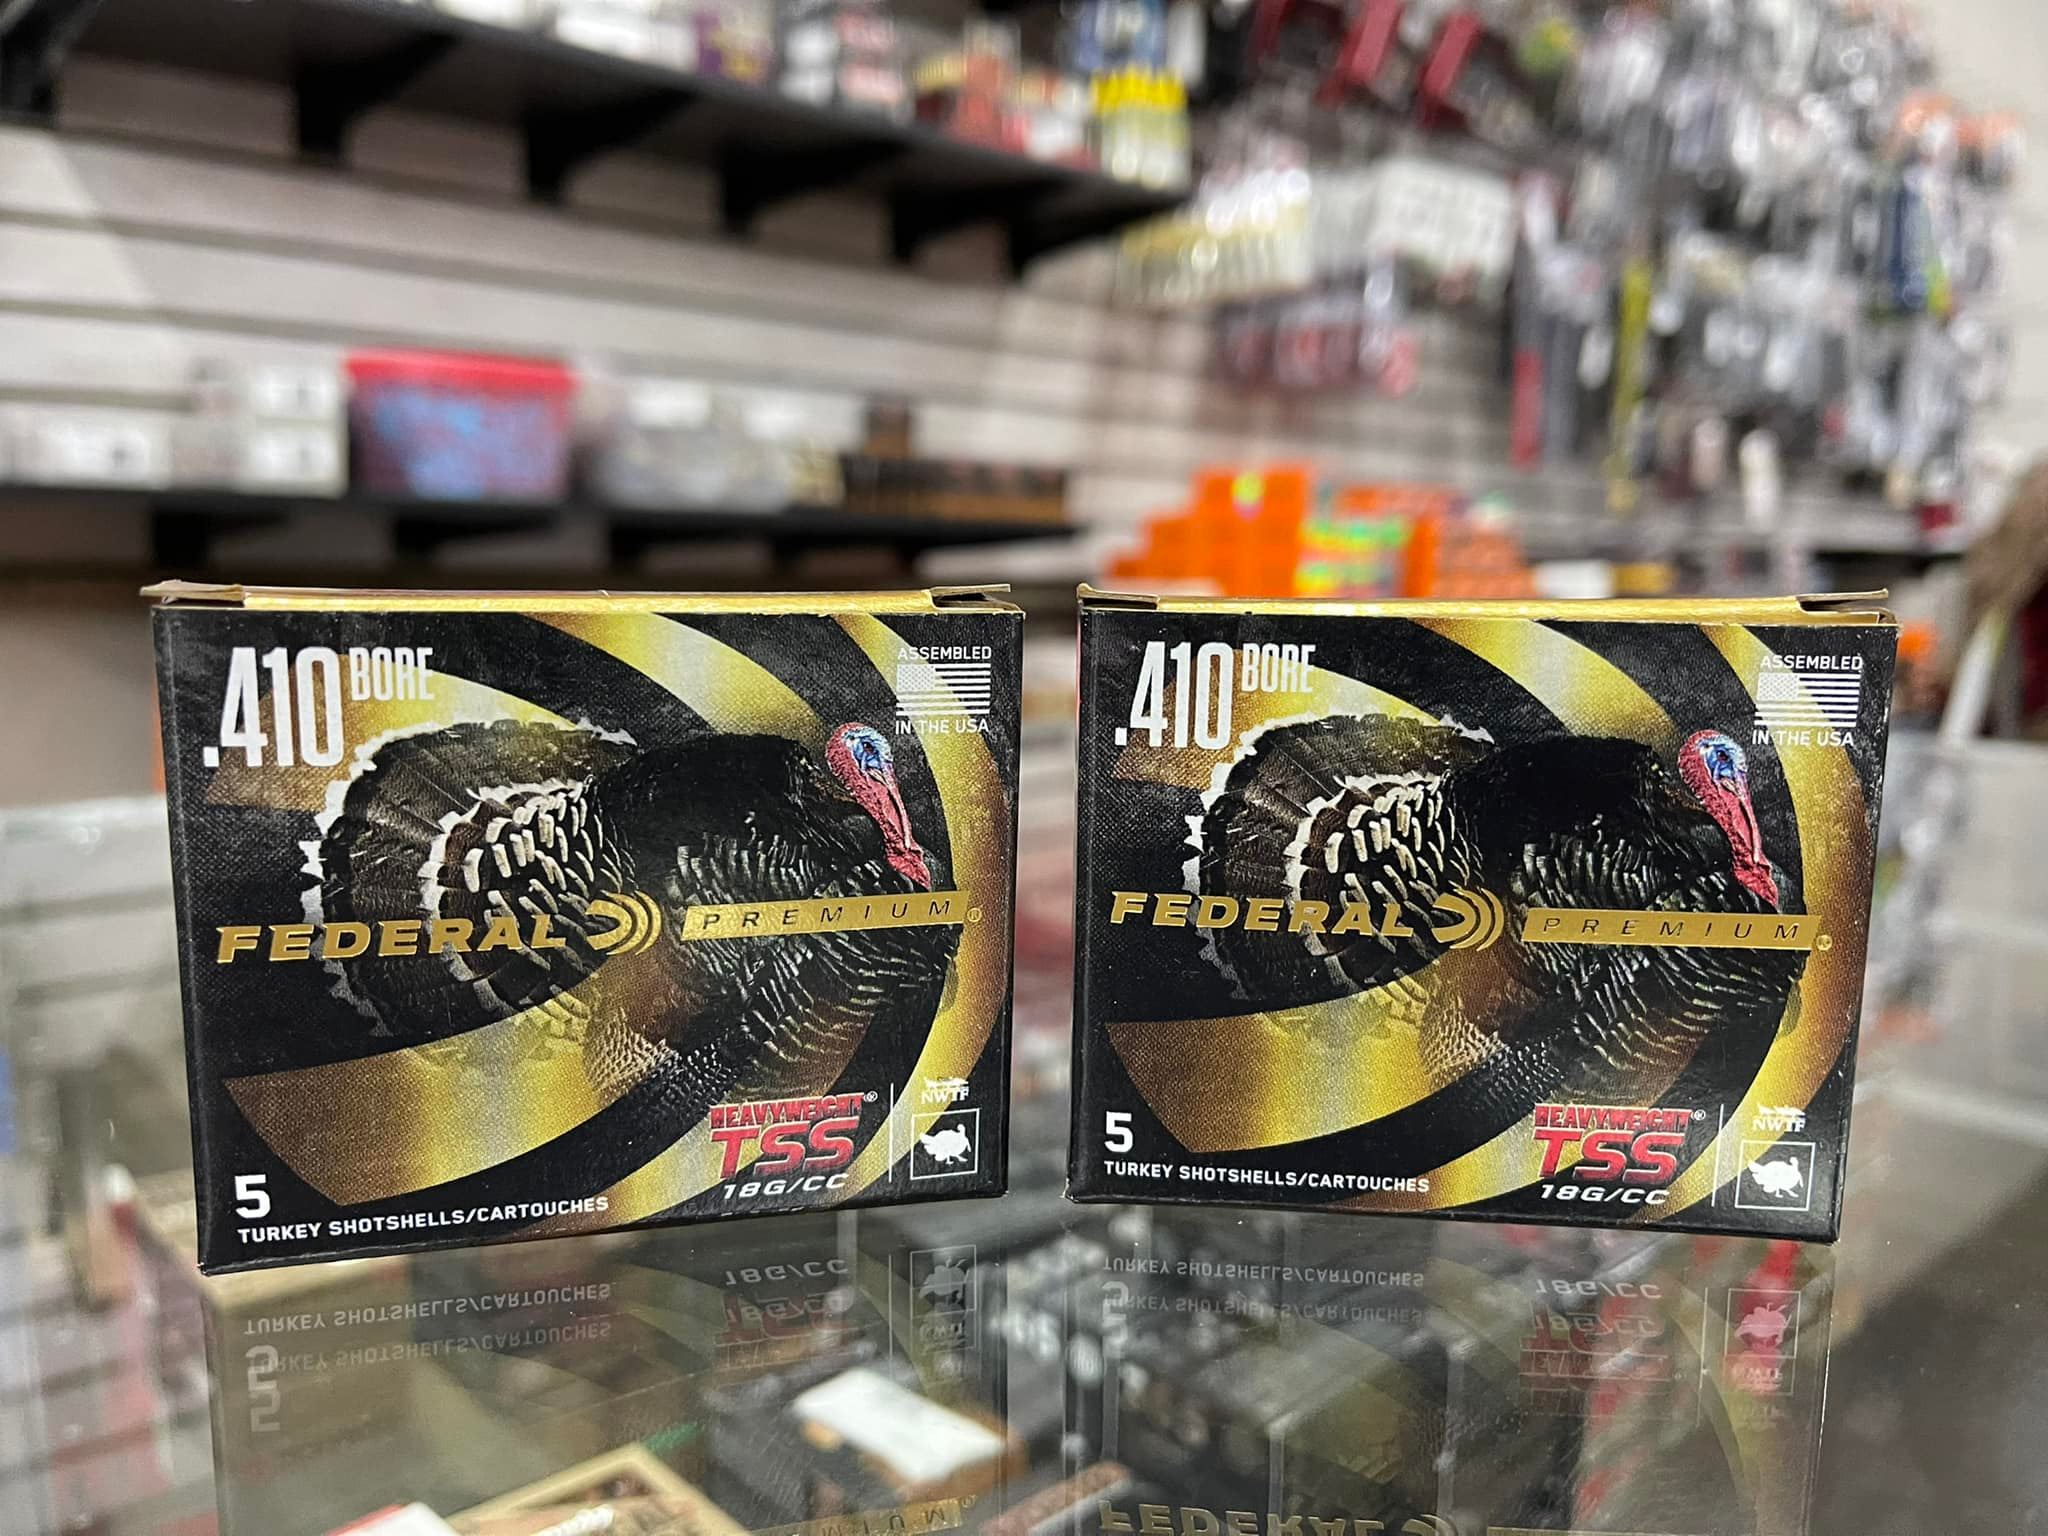 .410 BORE
ASSEMBLED
IN THE USA
FEDERAL PREMIUM®
HEAVYWEIGHT®
TSS
18G/CC
NWTF
5
TURKEY SHOTSHELLS/CARTOUCHES
.410 BORE
ASSEMBLED
IN THE USA
FEDERAL PREMIUM®
HEAVYWEIGHT®
TSS
18G/CC
NWTF
5
TURKEY SHOTSHELLS/CARTOUCHES